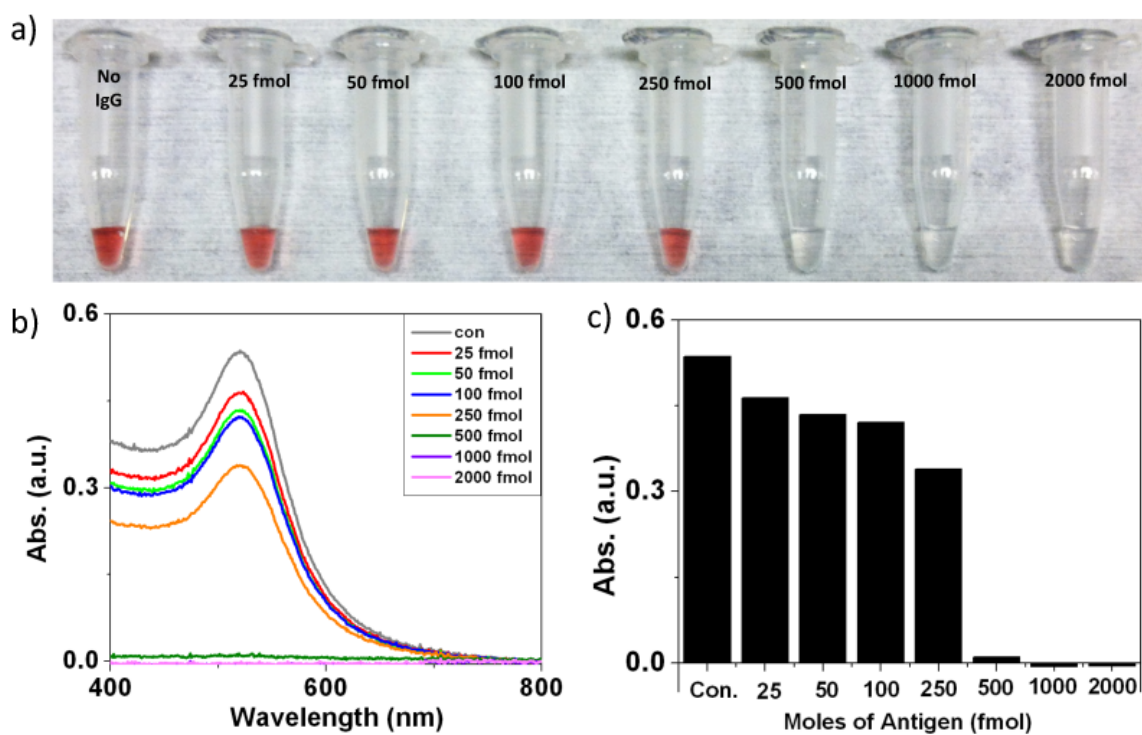 a)
No
IgG
25 fmol
50 fmol
100 fmol
250 fmol
500 fmol
1000 fmol
2000 fmol
b)
0.6
0.3
0.0
400
600
800
Abs. (a.u.)
Wavelength (nm)
con
25 fmol
50 fmol
100 fmol
250 fmol
500 fmol
1000 fmol
2000 fmol
c)
0.6
0.3
0.0
Abs. (a.u.)
Con.
25
50
100
250
500
1000
2000
Moles of Antigen (fmol)